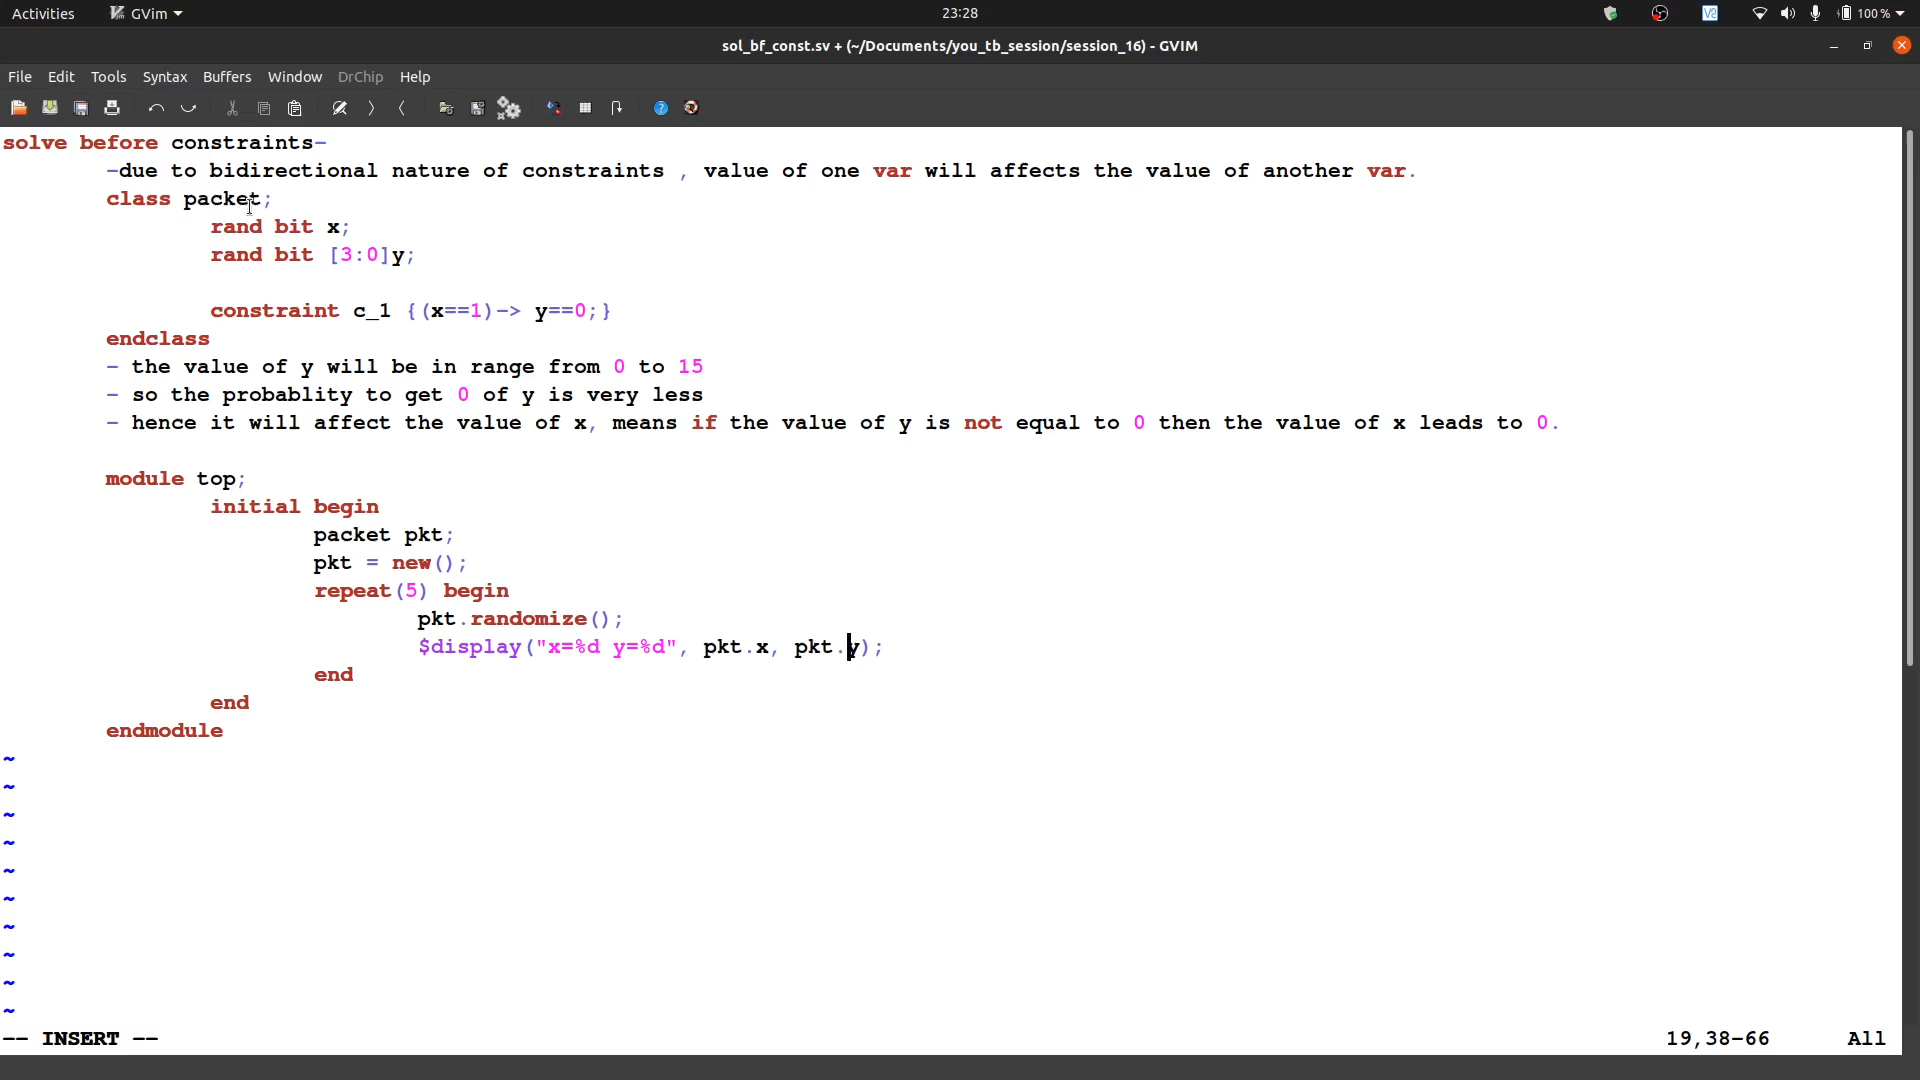 Activities GVim 23:28 V2 100 %
sol_bf_const.sv + (~/Documents/you_tb_session/session_16) - GVIM
File Edit Tools Syntax Buffers Window DrChip Help
solve before constraints-
-due to bidirectional nature of constraints , value of one var will affects the value of another var.
class packet;
rand bit x;
rand bit [3:0]y;
constraint c_1 {(x==1)-> y==0;}
endclass
- the value of y will be in range from 0 to 15
- so the probablity to get 0 of y is very less
- hence it will affect the value of x, means if the value of y is not equal to 0 then the value of x leads to 0.
module top;
initial begin
packet pkt;
pkt = new();
repeat(5) begin
pkt.randomize();
$display("x=%d y=%d", pkt.x, pkt.y);
end
end
endmodule
~
~
~
~
~
~
~
~
~
~
-- INSERT -- 19,38-66 All